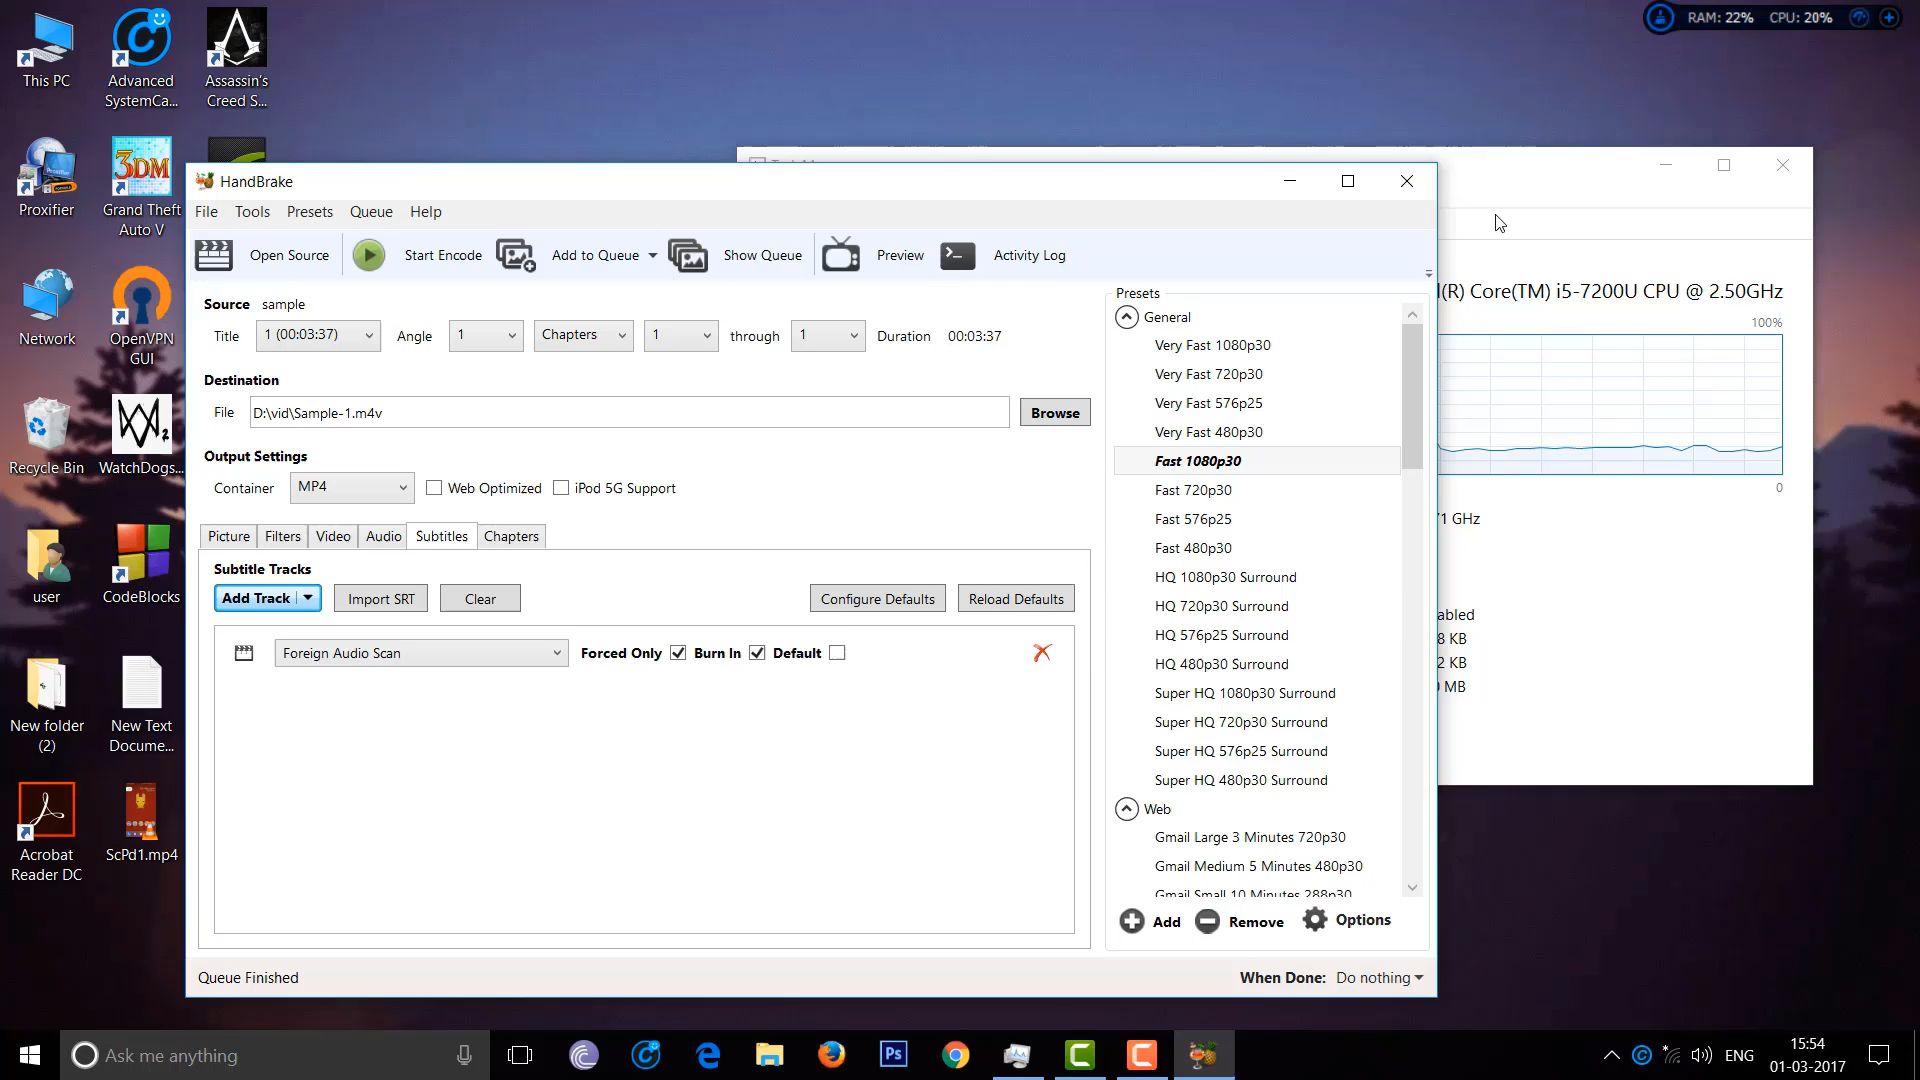 This PC
Advanced
SystemCa...
Assassin's
Creed S...
RAM: 22% CPU: 20%
Proxifier
3DM
Grand Theft
Auto V
Network
OpenVPN
GUI
Recycle Bin
WatchDogs...
user
CodeBlocks
New folder
(2)
New Text
Docume...
Acrobat
Reader DC
ScPd1.mp4
HandBrake
File Tools Presets Queue Help
Open Source Start Encode Add to Queue Show Queue Preview Activity Log
Source sample
Title 1 (00:03:37) Angle 1 Chapters 1 through 1 Duration 00:03:37
Destination
File D:\vid\Sample-1.m4v Browse
Output Settings
Container MP4 Web Optimized iPod 5G Support
Picture Filters Video Audio Subtitles Chapters
Subtitle Tracks
Add Track Import SRT Clear Configure Defaults Reload Defaults
Foreign Audio Scan Forced Only Burn In Default
Presets
General
Very Fast 1080p30
Very Fast 720p30
Very Fast 576p25
Very Fast 480p30
Fast 1080p30
Fast 720p30
Fast 576p25
Fast 480p30
HQ 1080p30 Surround
HQ 720p30 Surround
HQ 576p25 Surround
HQ 480p30 Surround
Super HQ 1080p30 Surround
Super HQ 720p30 Surround
Super HQ 576p25 Surround
Super HQ 480p30 Surround
Web
Gmail Large 3 Minutes 720p30
Gmail Medium 5 Minutes 480p30
Gmail Small 10 Minutes 288p30
Add Remove Options
Queue Finished
When Done: Do nothing
l(R) Core(TM) i5-7200U CPU @ 2.50GHz
100%
0
71 GHz
abled
8 KB
2 KB
0 MB
Ask me anything
Ps
ENG
15:54
01-03-2017